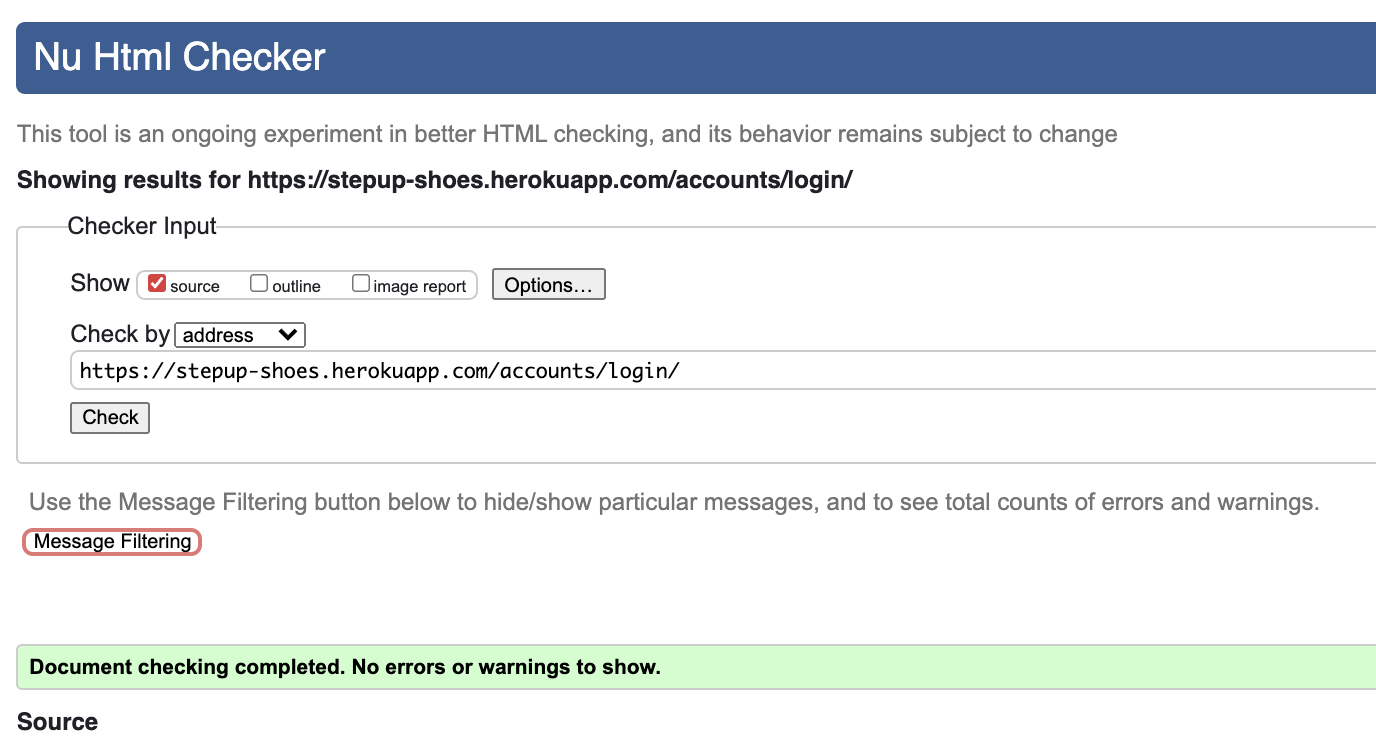 Nu Html Checker
This tool is an ongoing experiment in better HTML checking, and its behavior remains subject to change
Showing results for https://stepup-shoes.herokuapp.com/accounts/login/
Checker Input
Show source outline image report Options...
Check by address
https://stepup-shoes.herokuapp.com/accounts/login/
Check
Use the Message Filtering button below to hide/show particular messages, and to see total counts of errors and warnings.
Message Filtering
Document checking completed. No errors or warnings to show.
Source